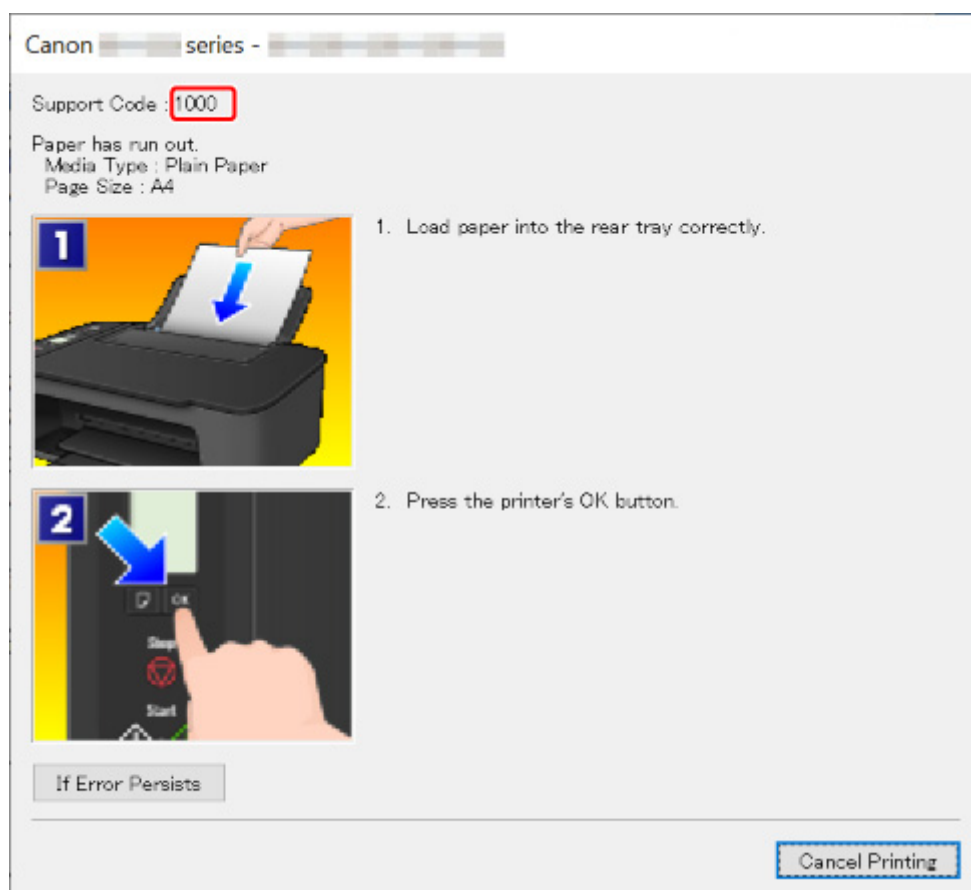 Canon series -
Support Code : 1000
Paper has run out.
Media Type : Plain Paper
Page Size : A4
1
1. Load paper into the rear tray correctly.
2
2. Press the printer's OK button.
OK
Stop
Start
If Error Persists
Cancel Printing